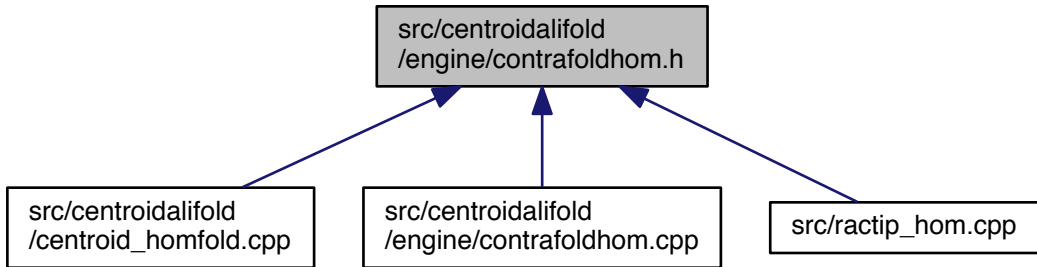 src/centroidalifold
/engine/contrafoldhom.h
src/centroidalifold
/centroid_homfold.cpp
src/centroidalifold
/engine/contrafoldhom.cpp
src/ractip_hom.cpp